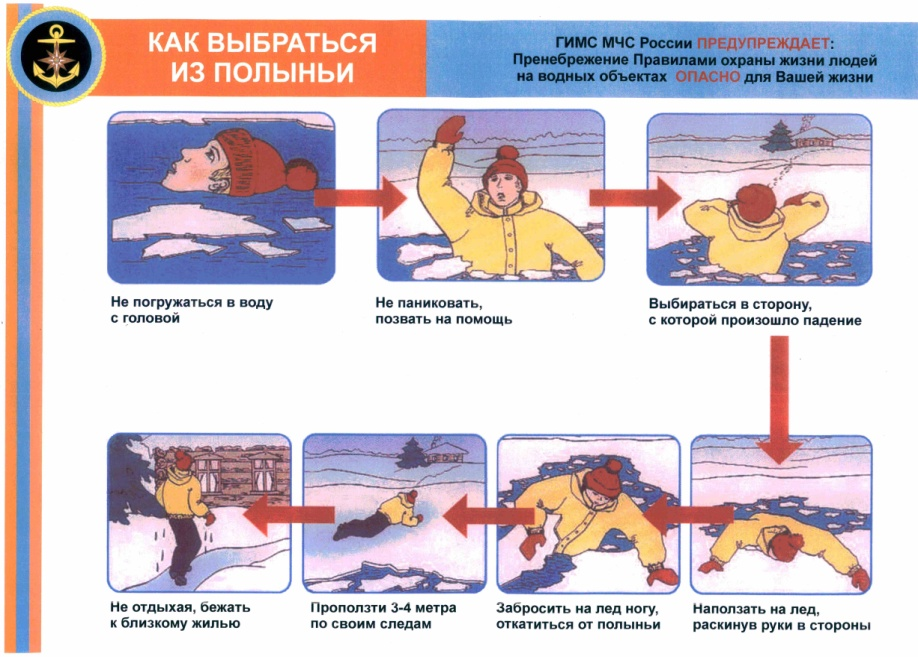 КАК ВЫБРАТЬСЯ
ИЗ ПОЛЫНЬИ
ГИМС МЧС России ПРЕДУПРЕЖДАЕТ:
Пренебрежение Правилами охраны жизни людей
на водных объектах ОПАСНО для Вашей жизни
Не погружаться в воду
с головой
Не паниковать,
позвать на помощь
Выбираться в сторону,
с которой произошло падение
Наползать на лед,
раскинув руки в стороны
Забросить на лед ногу,
откатиться от полыньи
Проползти 3-4 метра
по своим следам
Не отдыхая, бежать
к близкому жилью